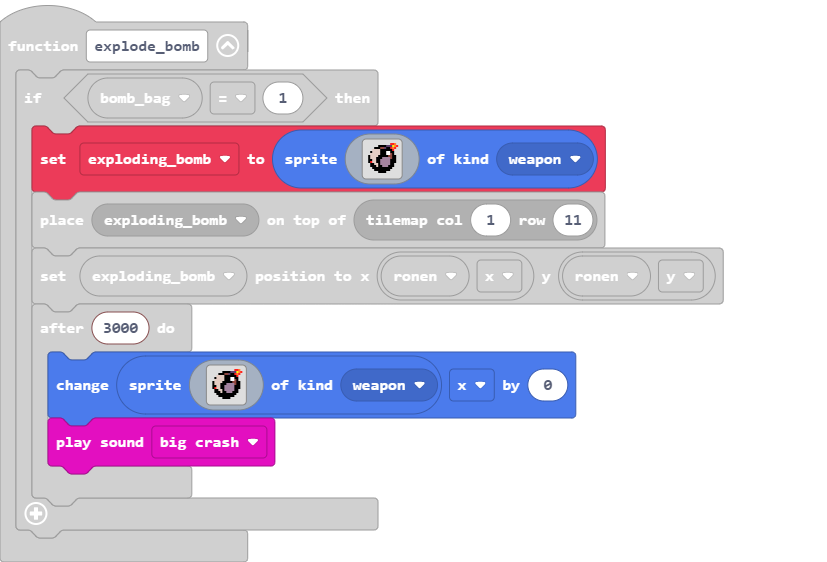 function explode_bomb
if bomb_bag = 1 then
set exploding_bomb to sprite of kind weapon
place exploding_bomb on top of tilemap col 1 row 11
set exploding_bomb position to x ronen x y ronen y
after 3000 do
change sprite of kind weapon x by 0
play sound big crash